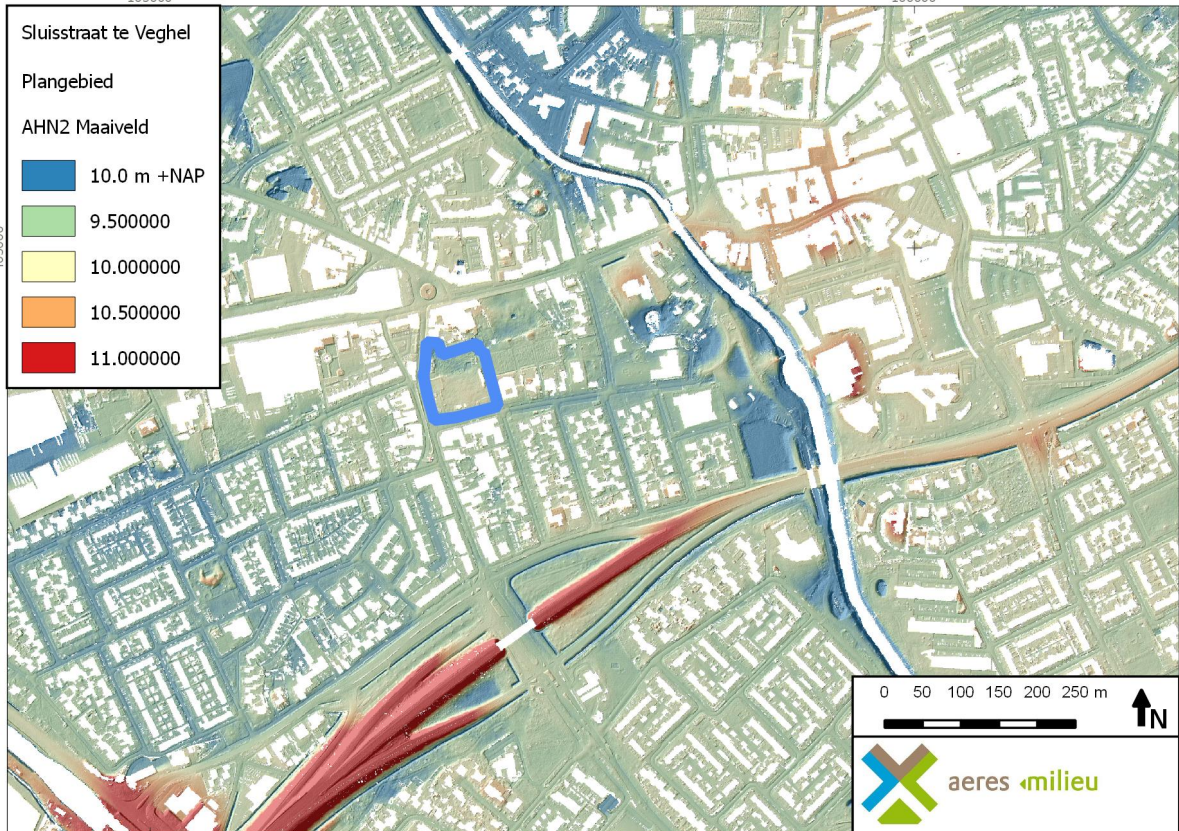 Sluisstraat te Veghel
Plangebied
AHN2 Maaiveld
10.0 m +NAP
9.500000
10.000000
10.500000
11.000000
0 50 100 150 200 250 m
N
aeres milieu